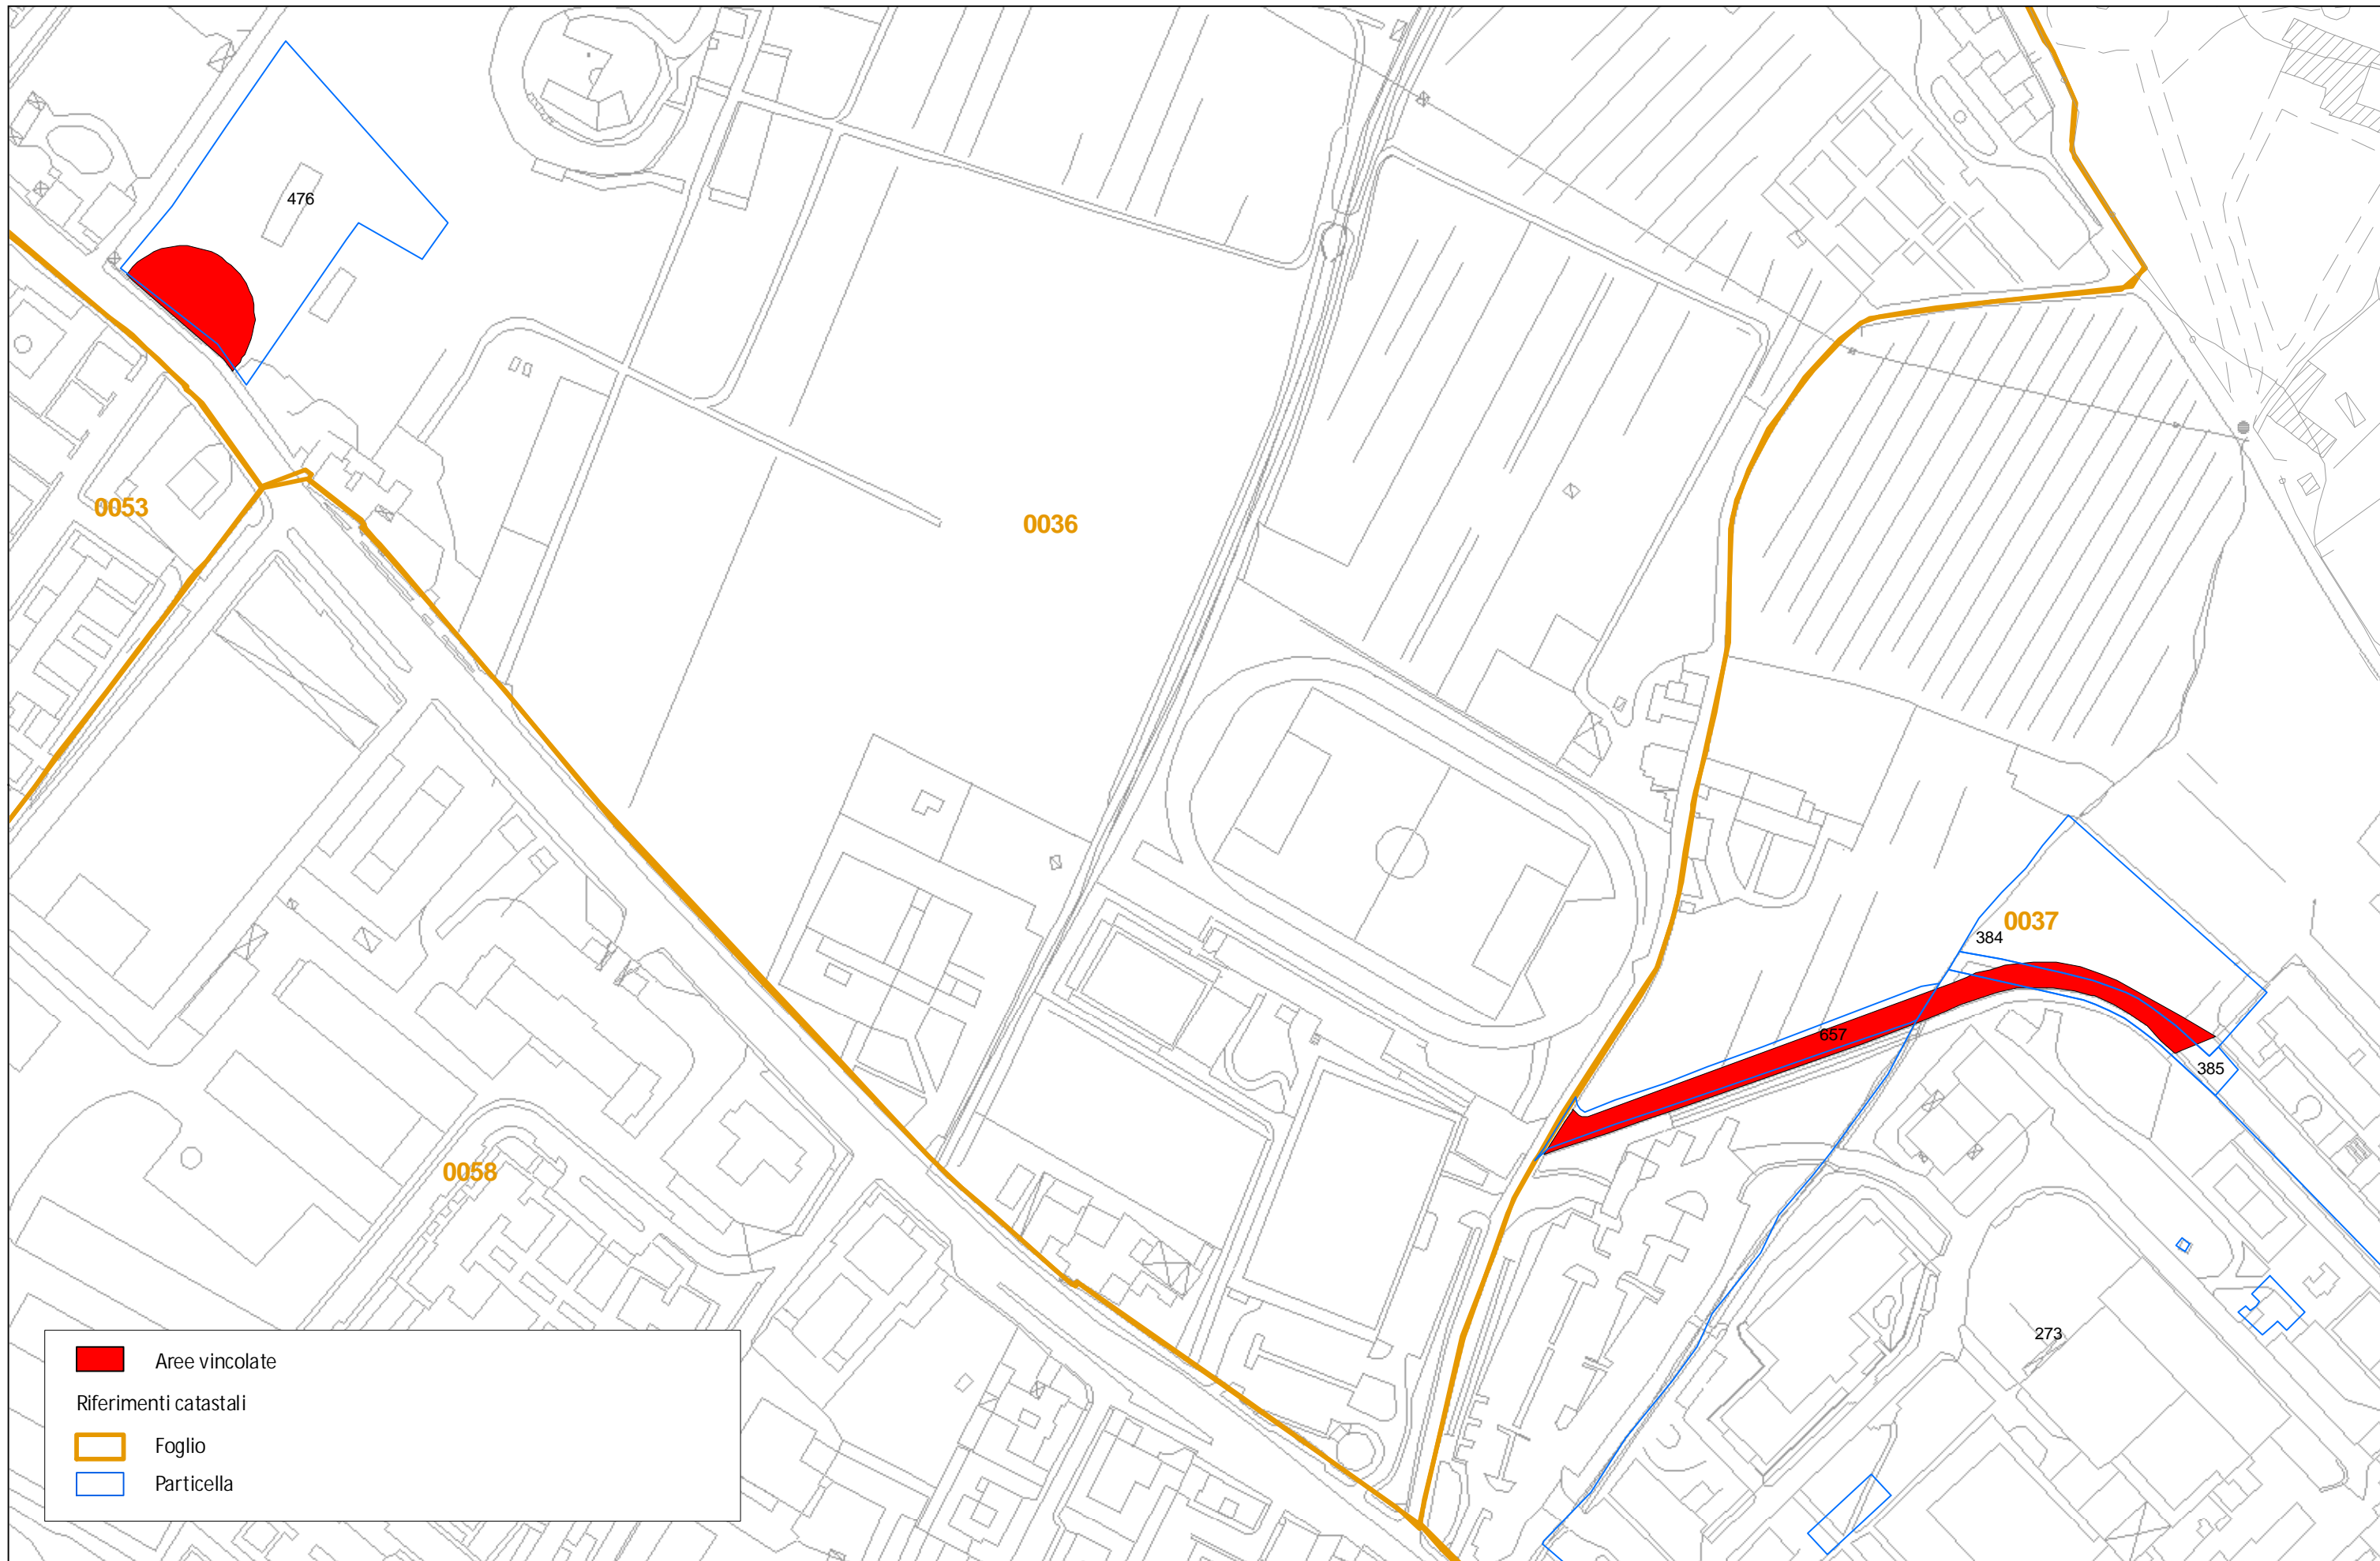 476
0053
0036
0037
384
657
385
0058
273
Aree vincolate
Riferimenti catastali
Foglio
Particella